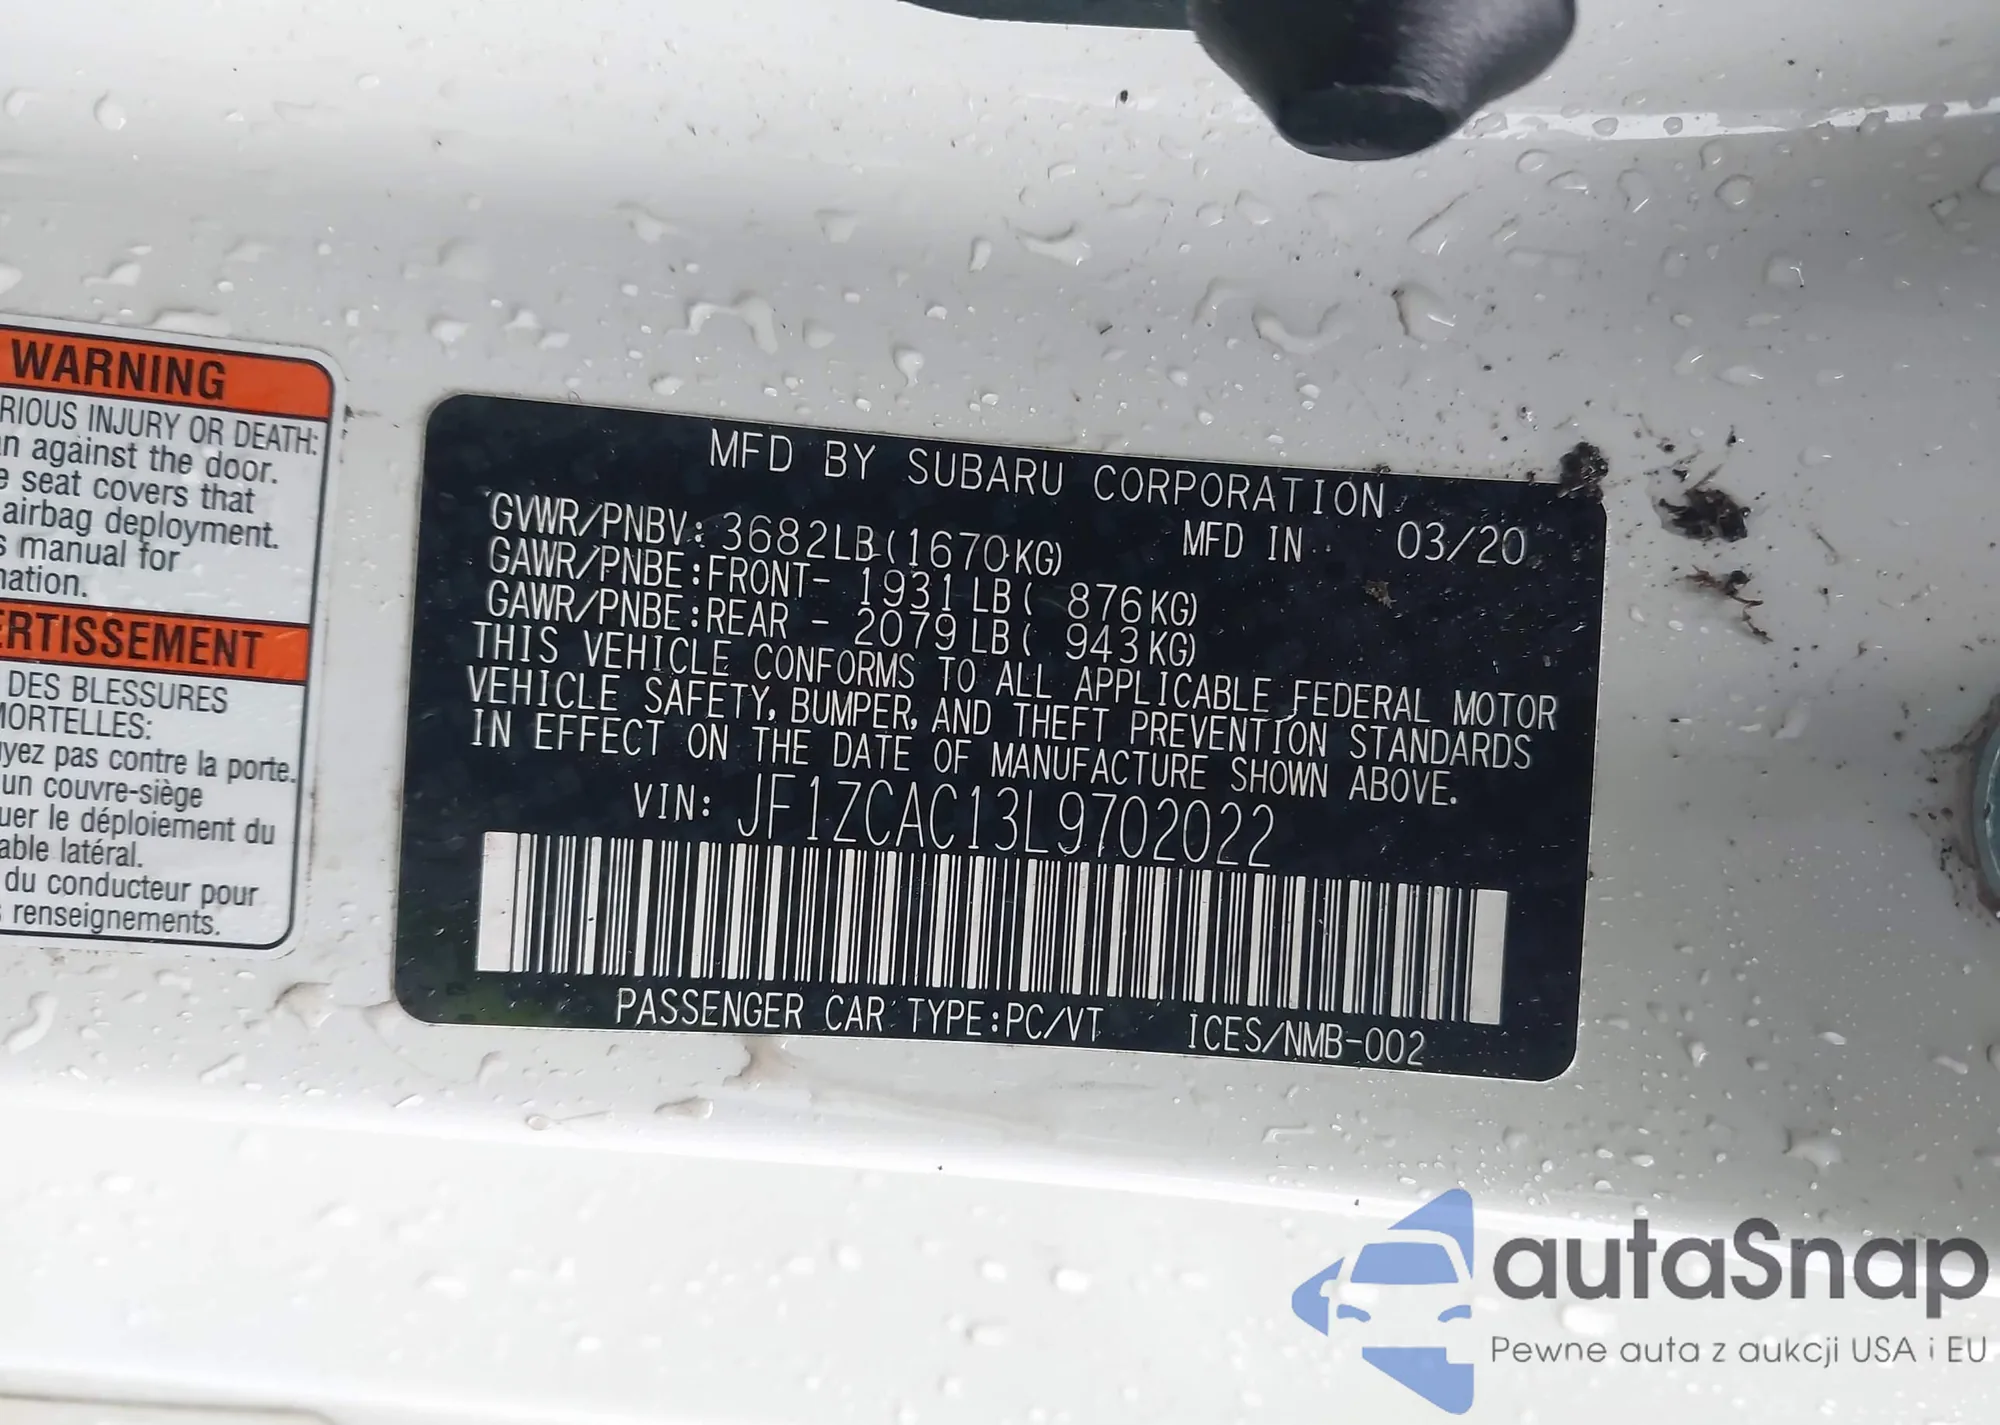 WARNING
RIOUS INJURY OR DEATH:
n against the door.
e seat covers that
airbag deployment.
s manual for
nation.
ERTISSEMENT
DES BLESSURES
MORTELLES:
yez pas contre la porte.
un couvre-siège
uer le déploiement du
able latéral.
du conducteur pour
s renseignements.
MFD BY SUBARU CORPORATION
GVWR/PNBV: 3682LB(1670KG) MFD IN 03/20
GAWR/PNBE:FRONT- 1931LB( 876KG)
GAWR/PNBE:REAR - 2079LB( 943KG)
THIS VEHICLE CONFORMS TO ALL APPLICABLE FEDERAL MOTOR
VEHICLE SAFETY, BUMPER, AND THEFT PREVENTION STANDARDS
IN EFFECT ON THE DATE OF MANUFACTURE SHOWN ABOVE.
VIN: JF1ZCAC13L9702022
PASSENGER CAR TYPE:PC/VT ICES/NMB-002
autaSnap
Pewne auta z aukcji USA i EU